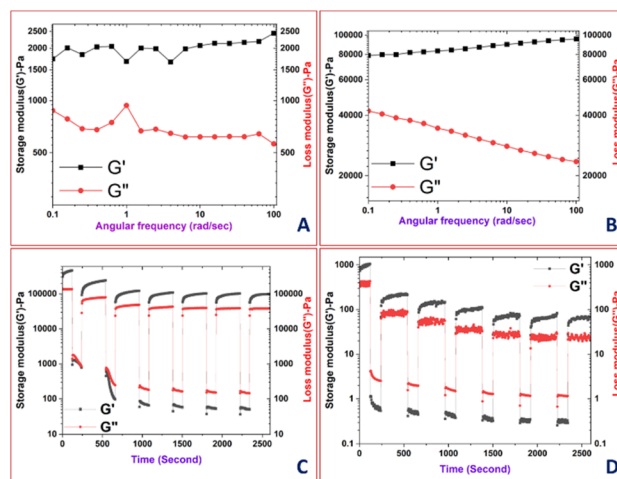 2500
2000
1500
1000
500
Storage modulus(G')-Pa
2500
2000
1500
1000
500
Loss modulus(G'')-Pa
G'
G''
0.1 1 10 100
Angular frequency (rad/sec)
A
100000
80000
60000
40000
20000
Storage modulus(G')-Pa
100000
80000
60000
40000
20000
Loss modulus(G'')-Pa
G'
G''
0.1 1 10 100
Angular frequency (rad/sec)
B
100000
10000
1000
100
10
Storage modulus(G')-Pa
100000
10000
1000
100
10
Loss modulus(G'')-Pa
G'
G''
0 500 1000 1500 2000 2500
Time (Second)
C
1000
100
10
1
0.1
Storage modulus(G')-Pa
1000
100
10
1
0.1
Loss modulus(G'')-Pa
G'
G''
0 500 1000 1500 2000 2500
Time (Second)
D